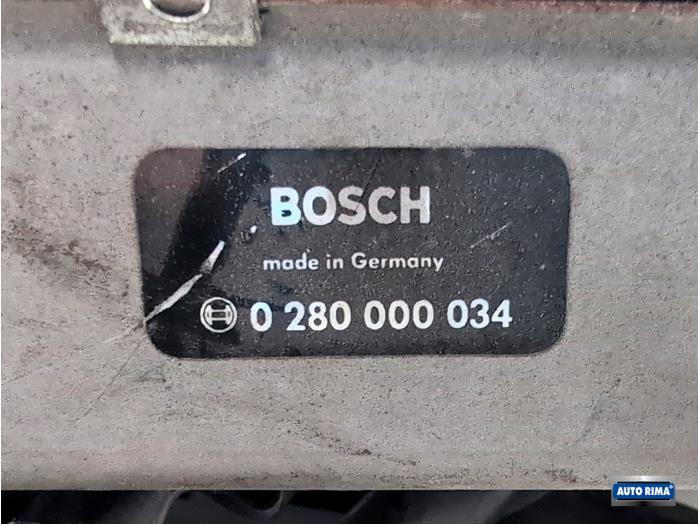 BOSCH
made in Germany
0 280 000 034
AUTO RIMA